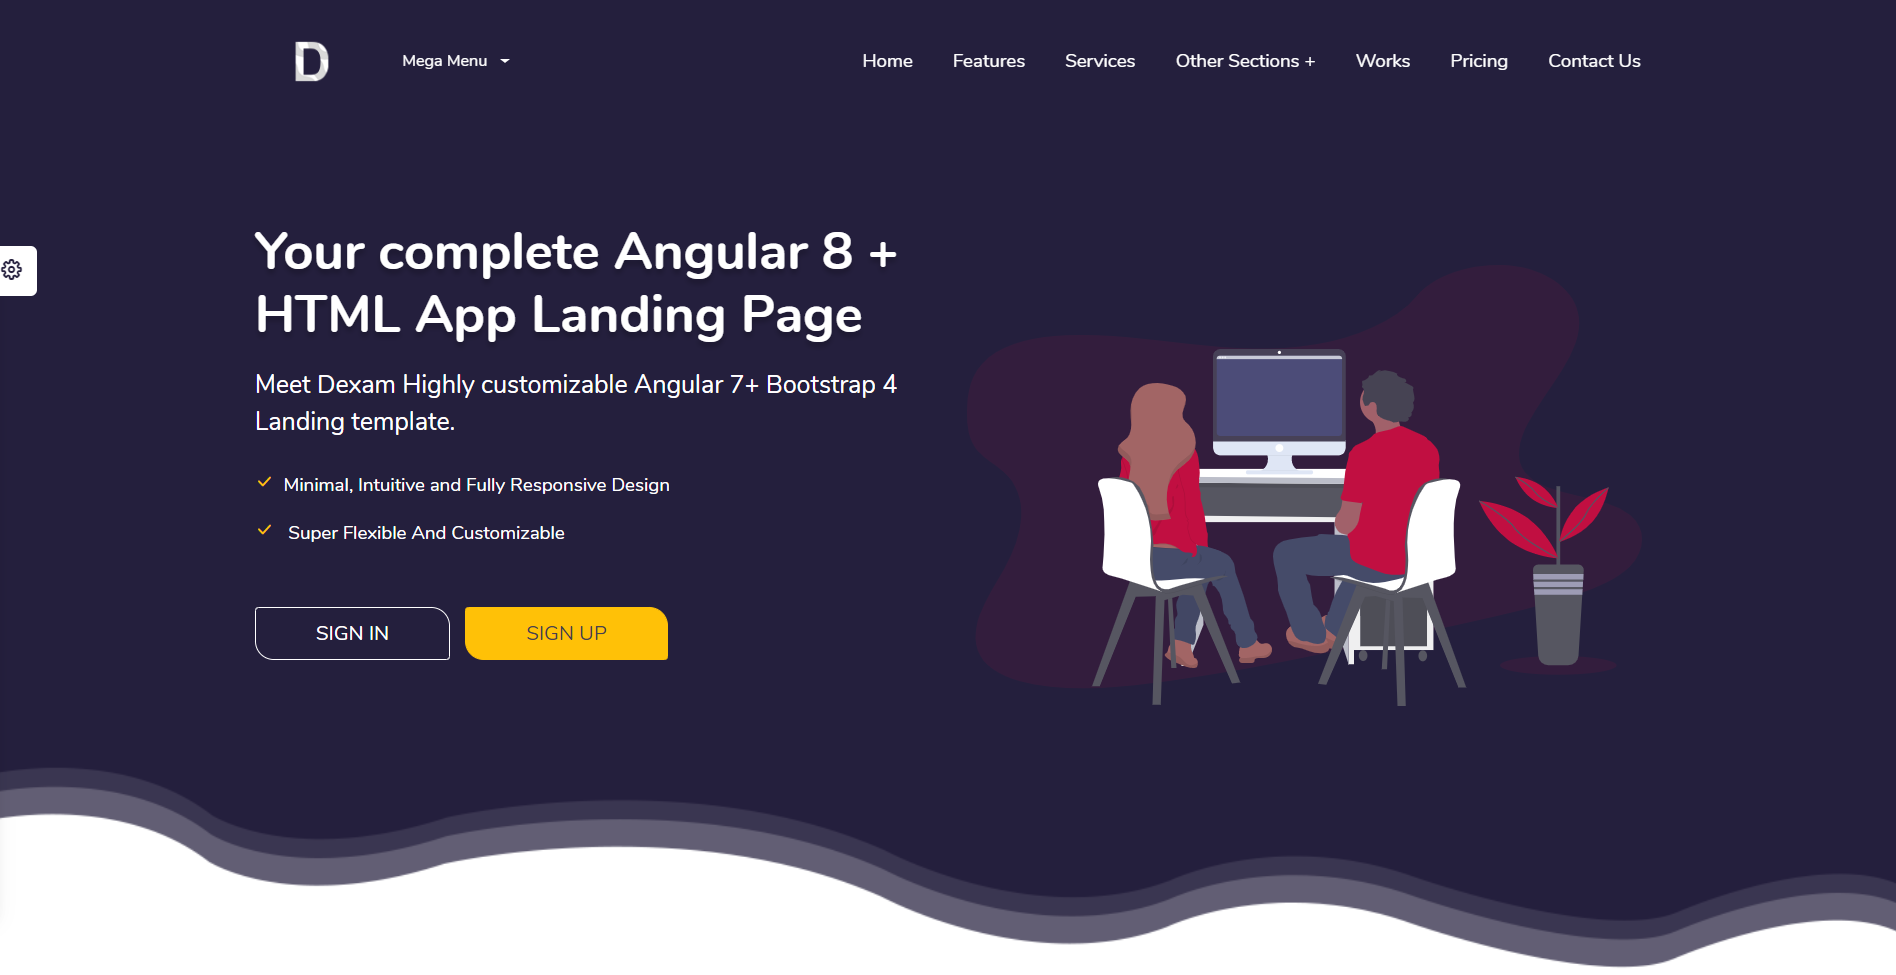 D
Mega Menu
Home Features Services Other Sections + Works Pricing Contact Us
Your complete Angular 8 +
HTML App Landing Page
Meet Dexam Highly customizable Angular 7+ Bootstrap 4
Landing template.
Minimal, Intuitive and Fully Responsive Design
Super Flexible And Customizable
SIGN IN SIGN UP